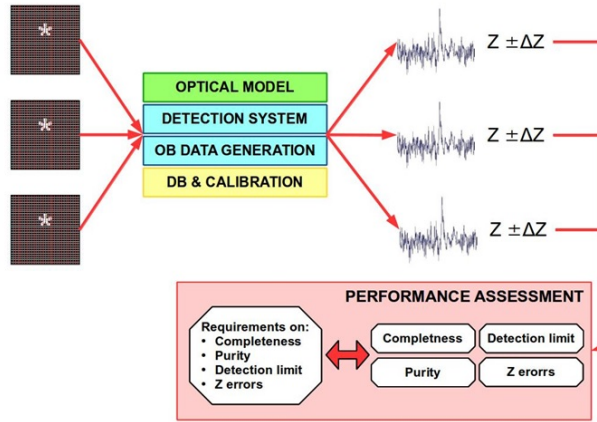 OPTICAL MODEL
DETECTION SYSTEM
OB DATA GENERATION
DB & CALIBRATION
Z ±ΔZ
Z ±ΔZ
Z ±ΔZ
PERFORMANCE ASSESSMENT
Requirements on:
• Completeness
• Purity
• Detection limit
• Z errors
Completness
Detection limit
Purity
Z erorrs